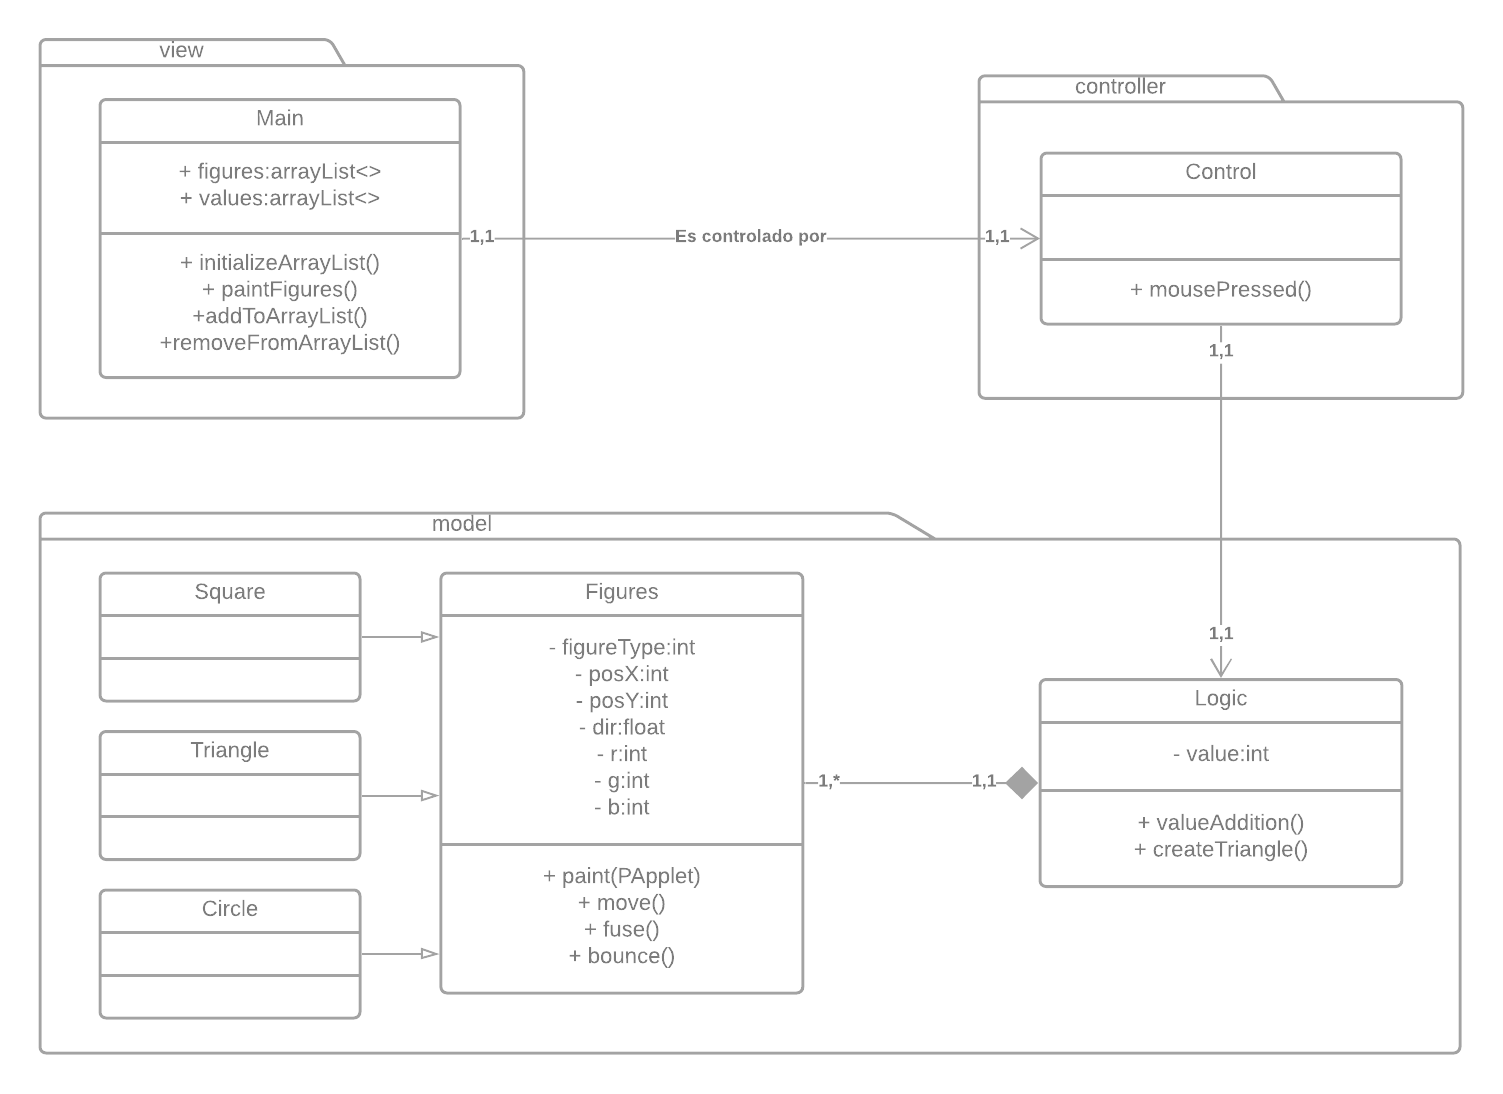 view
Main
+ figures:arrayList<>
+ values:arrayList<>
+ initializeArrayList()
+ paintFigures()
+addToArrayList()
+removeFromArrayList()
1,1
Es controlado por
1,1
controller
Control
+ mousePressed()
1,1
model
Square
Triangle
Circle
Figures
- figureType:int
- posX:int
- posY:int
- dir:float
- r:int
- g:int
- b:int
+ paint(PApplet)
+ move()
+ fuse()
+ bounce()
1,*
1,1
1,1
Logic
- value:int
+ valueAddition()
+ createTriangle()